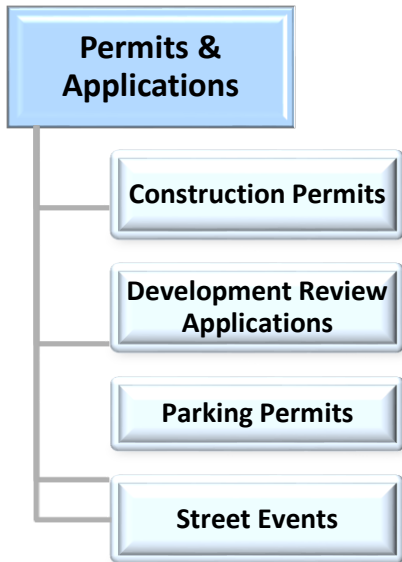 Permits &
Applications
Construction Permits
Development Review
Applications
Parking Permits
Street Events